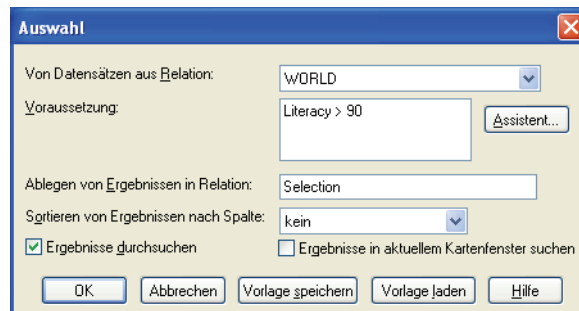 Auswahl
Von Datensätzen aus Relation:
WORLD
Voraussetzung:
Literacy > 90
Assistent...
Ablegen von Ergebnissen in Relation:
Selection
Sortieren von Ergebnissen nach Spalte:
kein
Ergebnisse durchsuchen
Ergebnisse in aktuellem Kartenfenster suchen
OK
Abbrechen
Vorlage speichern
Vorlage laden
Hilfe